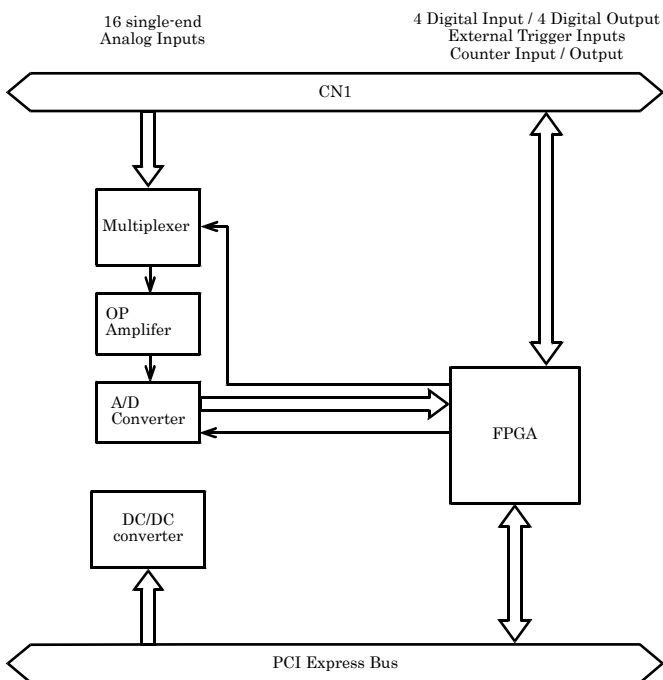 16 single-end
Analog Inputs
4 Digital Input / 4 Digital Output
External Trigger Inputs
Counter Input / Output
CN1
Multiplexer
OP
Amplifer
A/D
Converter
FPGA
DC/DC
converter
PCI Express Bus